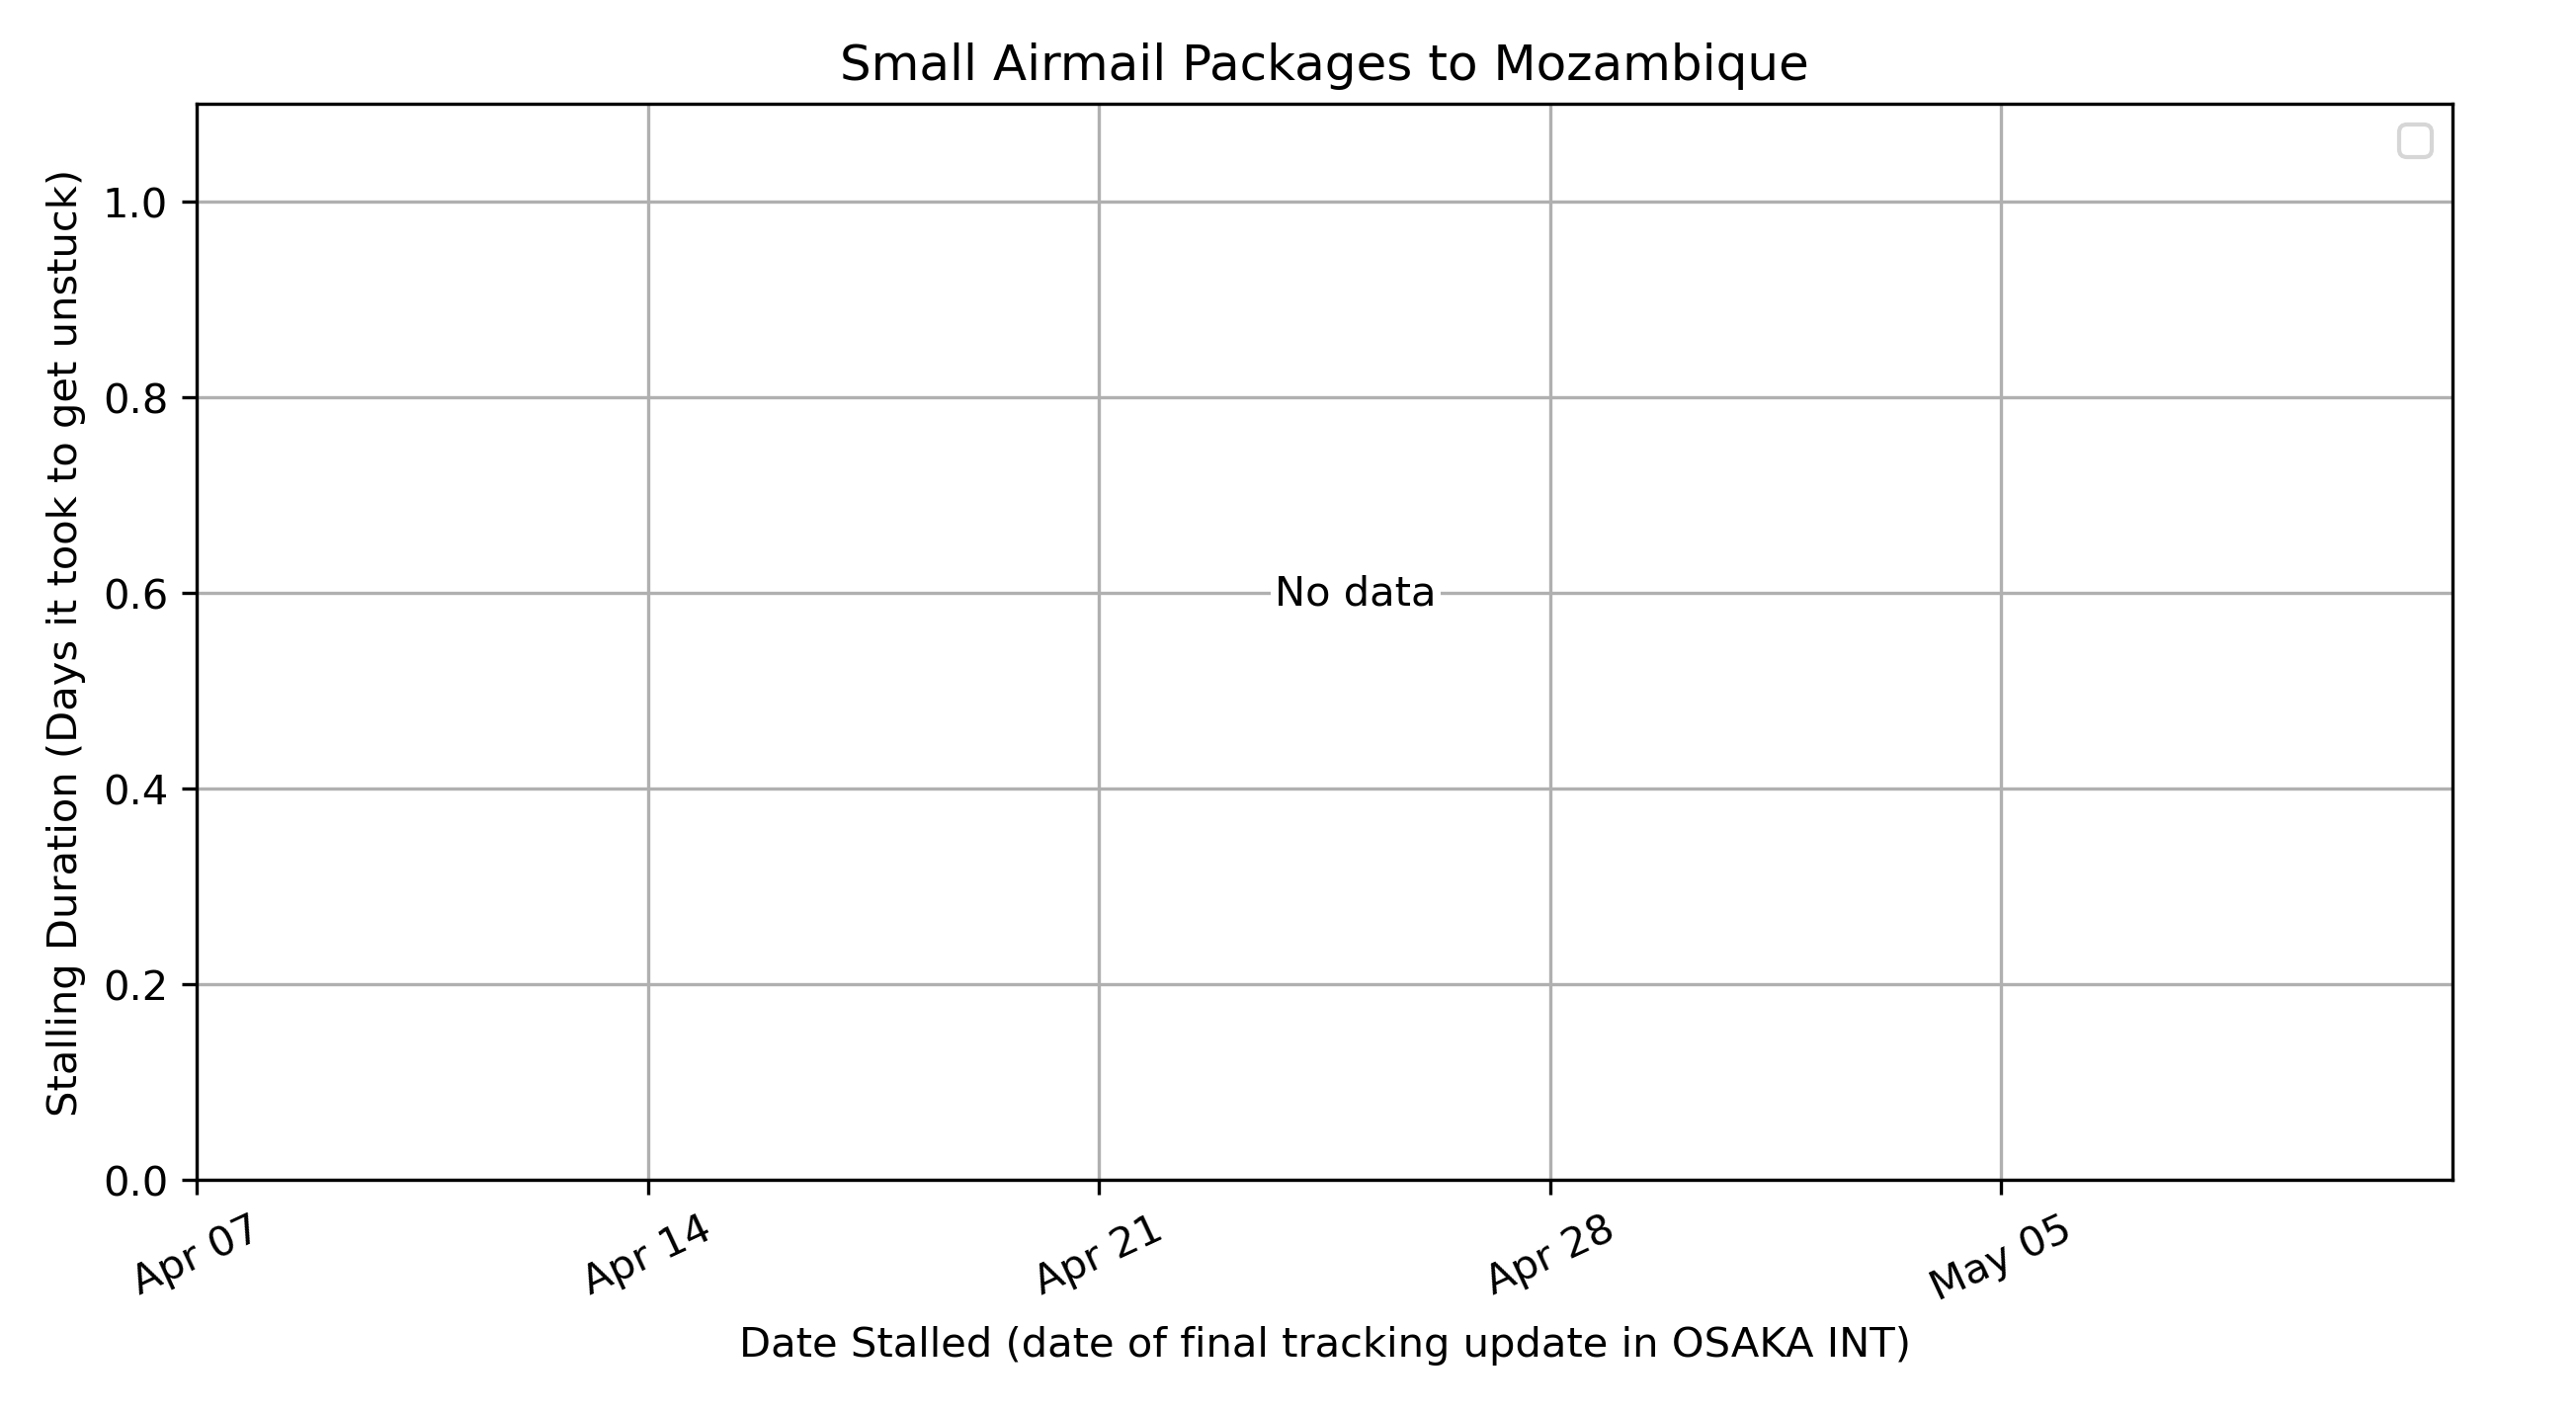 Small Airmail Packages to Mozambique
Stalling Duration (Days it took to get unstuck)
1.0
0.8
0.6
0.4
0.2
0.0
No data
Apr 07
Apr 14
Apr 21
Apr 28
May 05
Date Stalled (date of final tracking update in OSAKA INT)